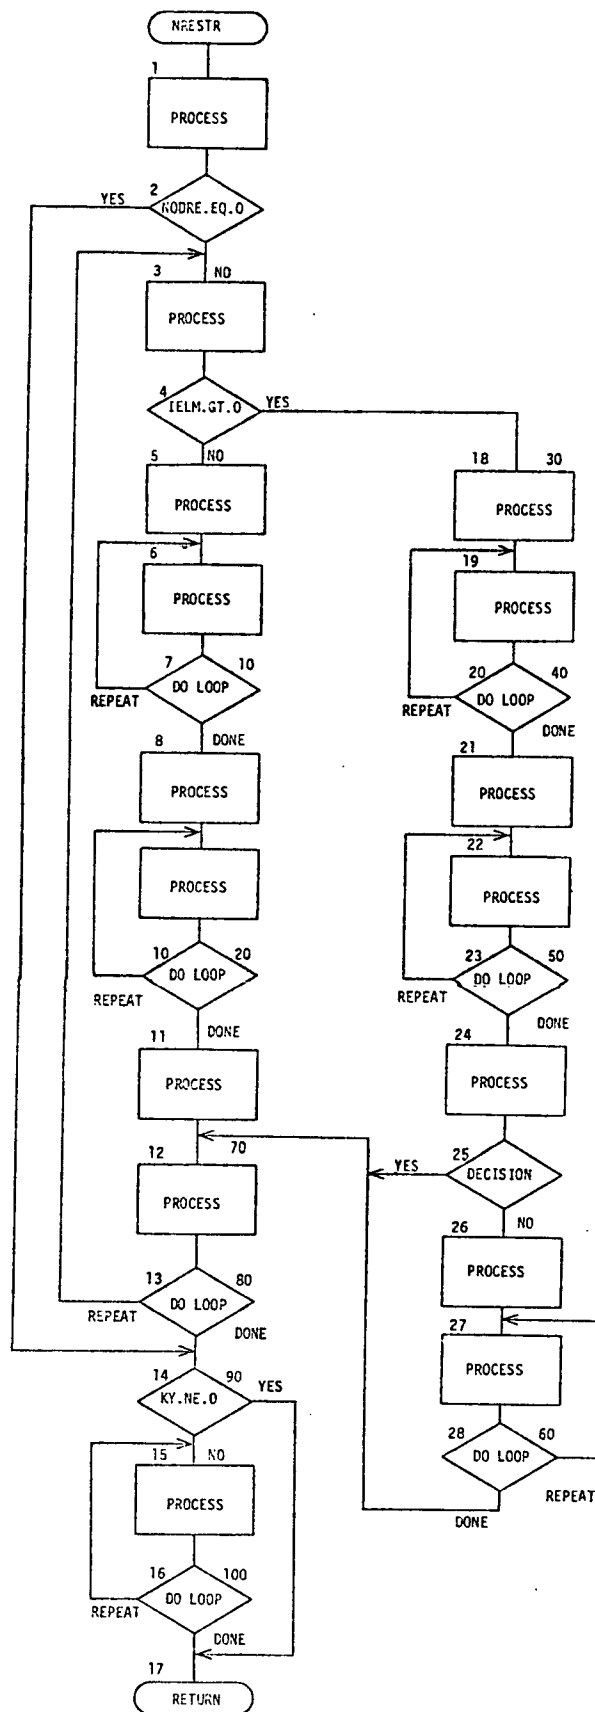 NRESTR
1
PROCESS
2
YES
NODRE.EQ.0
NO
3
PROCESS
4
IELM.GT.0
YES
NO
5
PROCESS
6
PROCESS
7
10
DO LOOP
REPEAT
DONE
8
PROCESS
PROCESS
10
20
DO LOOP
REPEAT
DONE
11
PROCESS
70
12
PROCESS
13
80
DO LOOP
REPEAT
DONE
14
90
KY.NE.0
YES
NO
15
PROCESS
16
100
DO LOOP
REPEAT
DONE
17
RETURN
18
30
PROCESS
19
PROCESS
20
40
DO LOOP
REPEAT
DONE
21
PROCESS
22
PROCESS
23
50
DO LOOP
REPEAT
DONE
24
PROCESS
25
YES
DECISION
NO
26
PROCESS
27
PROCESS
28
60
DO LOOP
REPEAT
DONE